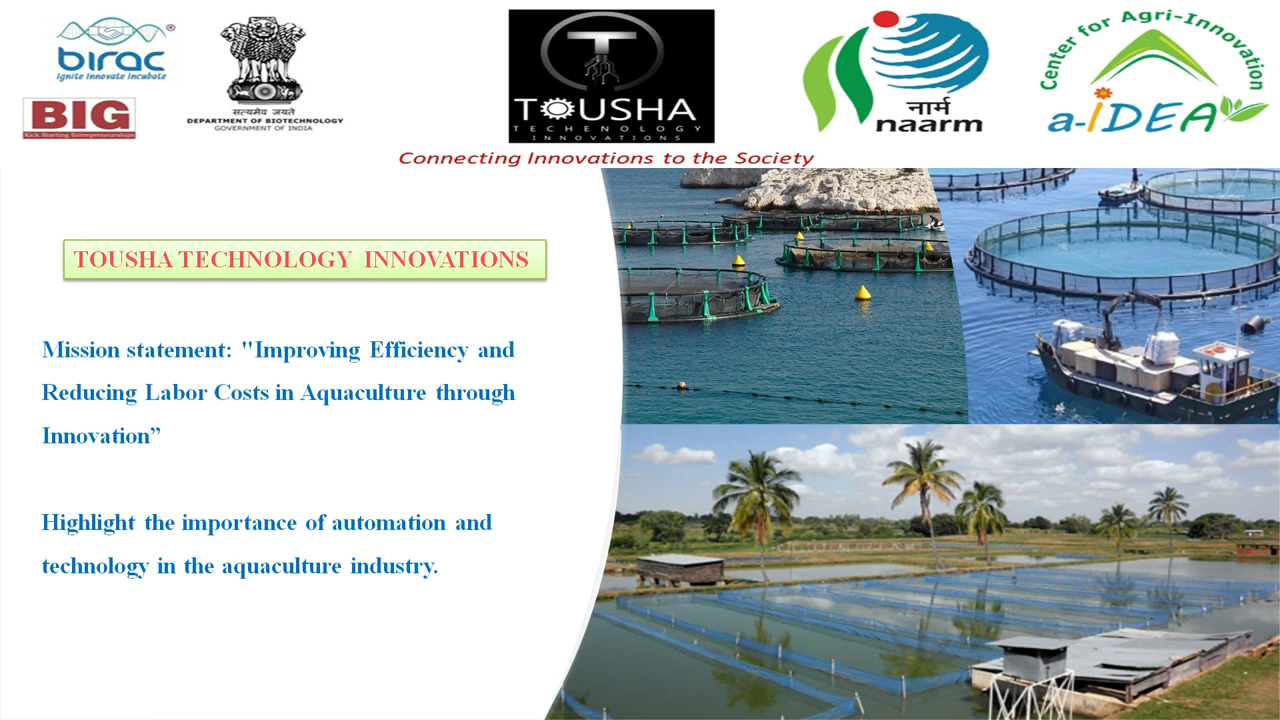 birac ®
Ignite Innovate Incubate
BIG
Kick Starting Entrepreneurships
सत्यमेव जयते
DEPARTMENT OF BIOTECHNOLOGY
GOVERNMENT OF INDIA
T
TOUSHA
TECHENOLOGY
INNOVATIONS
नार्म
naarm
Center for Agri-Innovation
a-IDEA
Connecting Innovations to the Society
TOUSHA TECHNOLOGY INNOVATIONS
Mission statement: "Improving Efficiency and
Reducing Labor Costs in Aquaculture through
Innovation”
Highlight the importance of automation and
technology in the aquaculture industry.